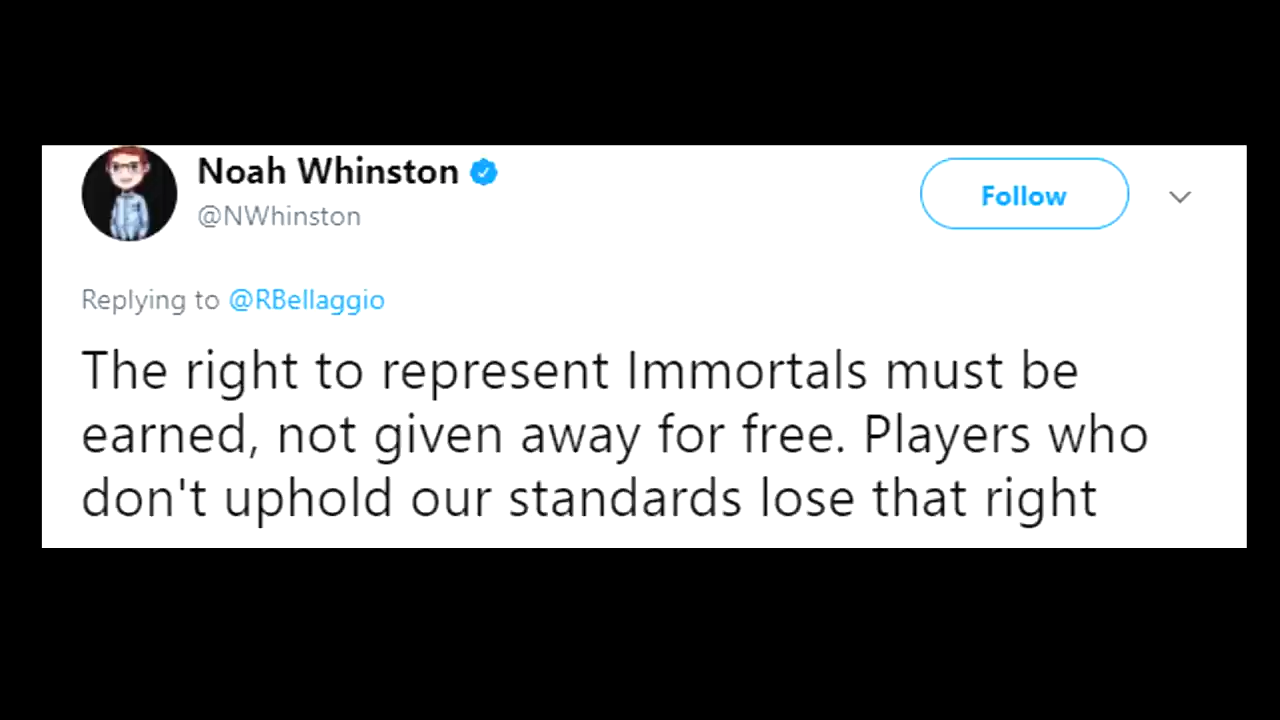 Noah Whinston
@NWhinston
Follow
Replying to @RBellaggio
The right to represent Immortals must be
earned, not given away for free. Players who
don't uphold our standards lose that right